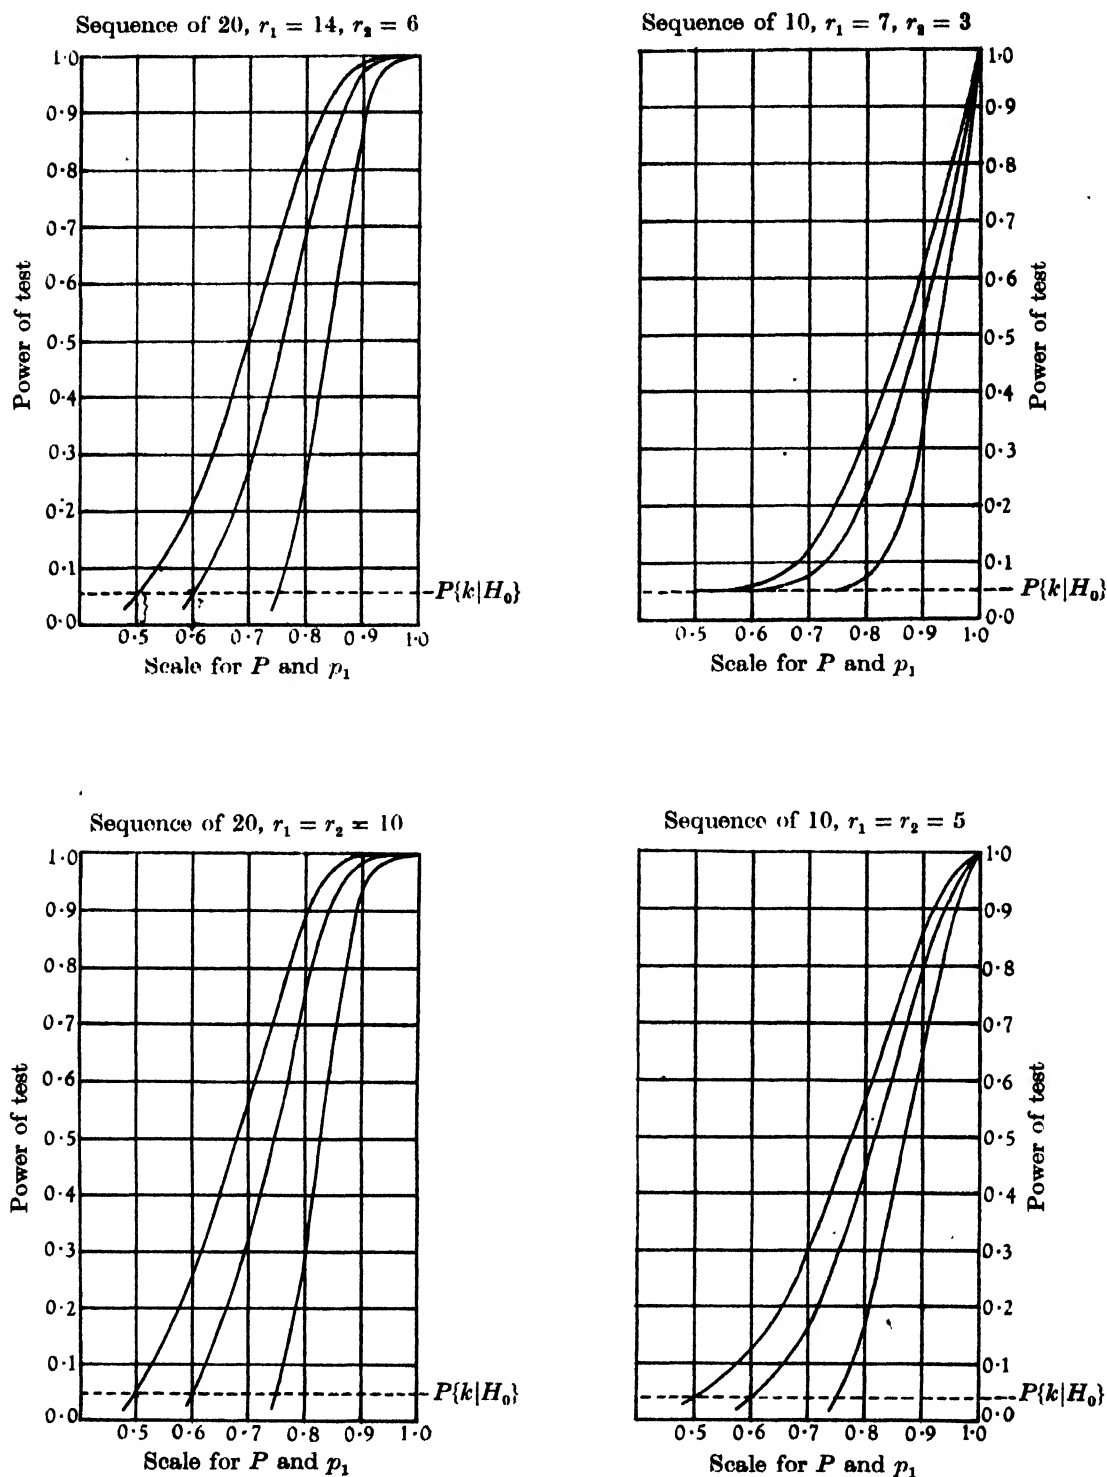 Sequence of 20, r₁ = 14, r₂ = 6
1·0
0·9
0·8
0·7
0·6
0·5
0·4
0·3
0·2
0·1
0·0
Power of test
P{k|H₀}
0·5 0·6 0·7 0·8 0·9 1·0
Scale for P and p₁
Sequence of 10, r₁ = 7, r₂ = 3
1·0
0·9
0·8
0·7
0·6
0·5
0·4
0·3
0·2
0·1
0·0
Power of test
P{k|H₀}
0·5 0·6 0·7 0·8 0·9 1·0
Scale for P and p₁
Sequence of 20, r₁ = r₂ = 10
1·0
0·9
0·8
0·7
0·6
0·5
0·4
0·3
0·2
0·1
0·0
Power of test
P{k|H₀}
0·5 0·6 0·7 0·8 0·9 1·0
Scale for P and p₁
Sequence of 10, r₁ = r₂ = 5
1·0
0·9
0·8
0·7
0·6
0·5
0·4
0·3
0·2
0·1
0·0
Power of test
P{k|H₀}
0·5 0·6 0·7 0·8 0·9 1·0
Scale for P and p₁